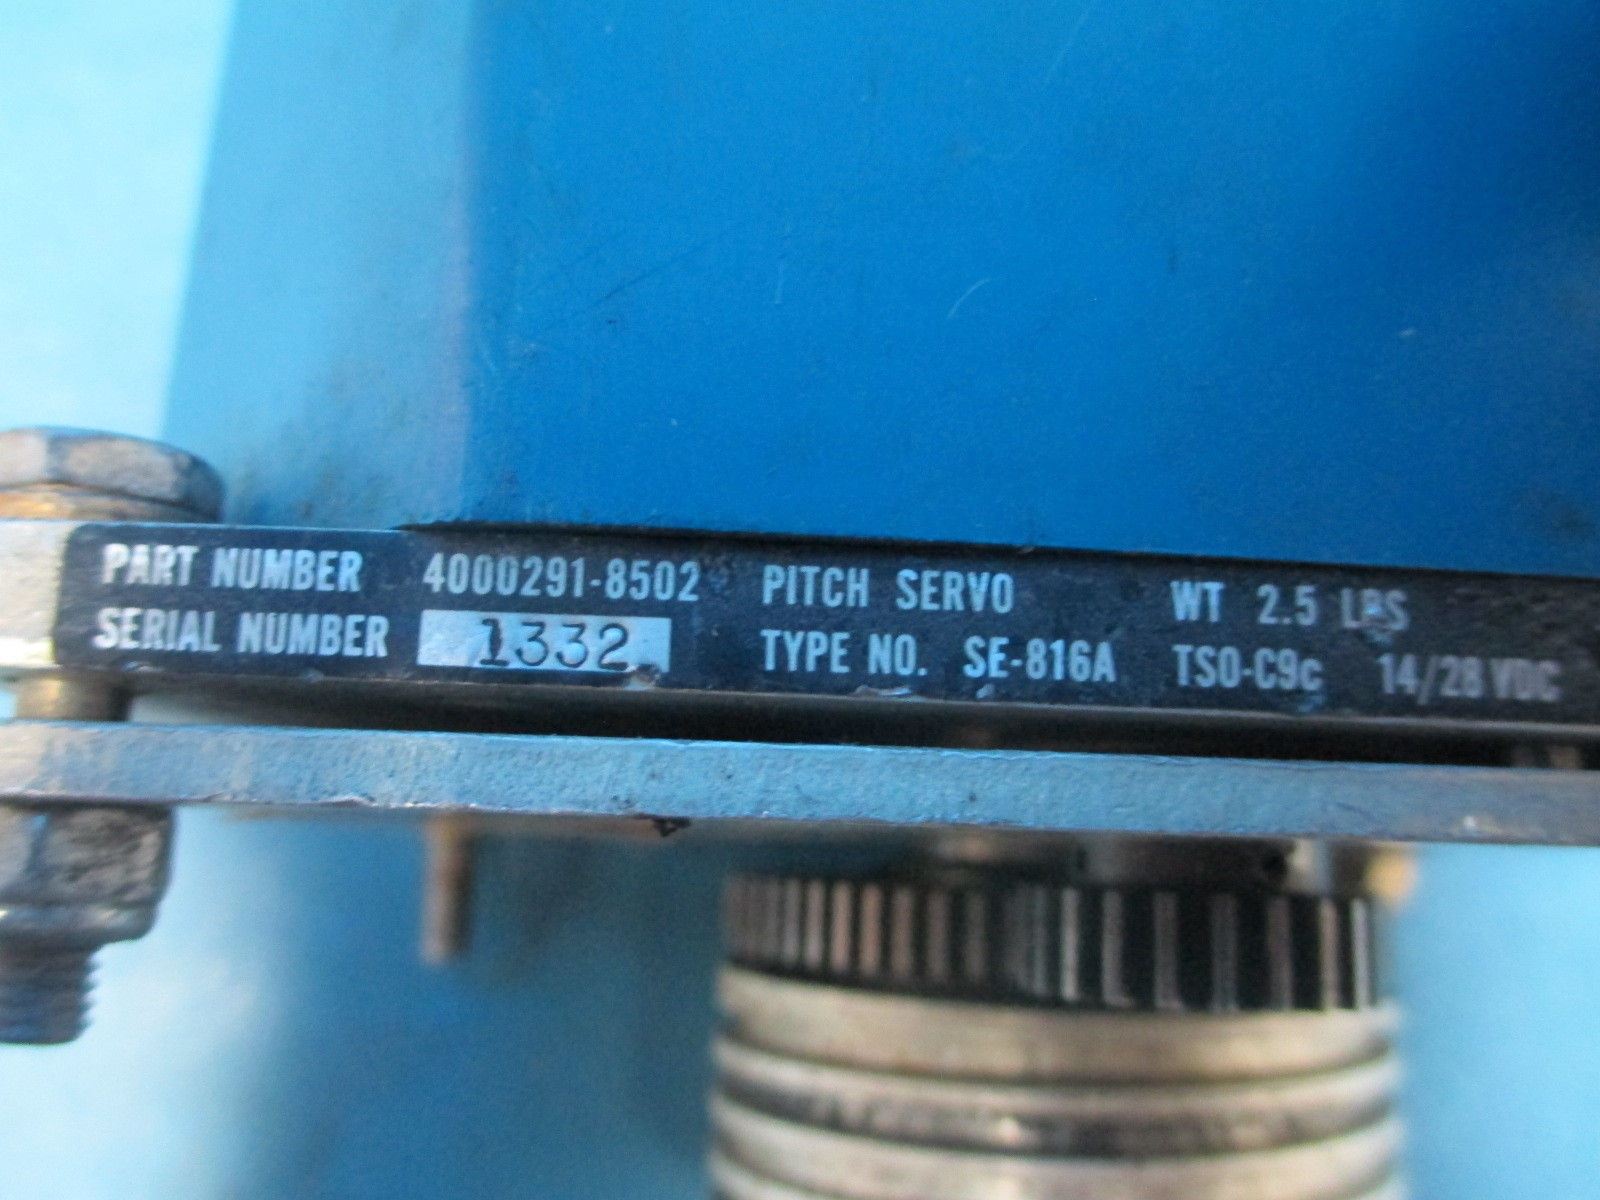 PART NUMBER 4000291-8502 PITCH SERVO WT 2.5 LBS
SERIAL NUMBER 1332 TYPE NO. SE-816A TSO-C9c 14/28 VDC